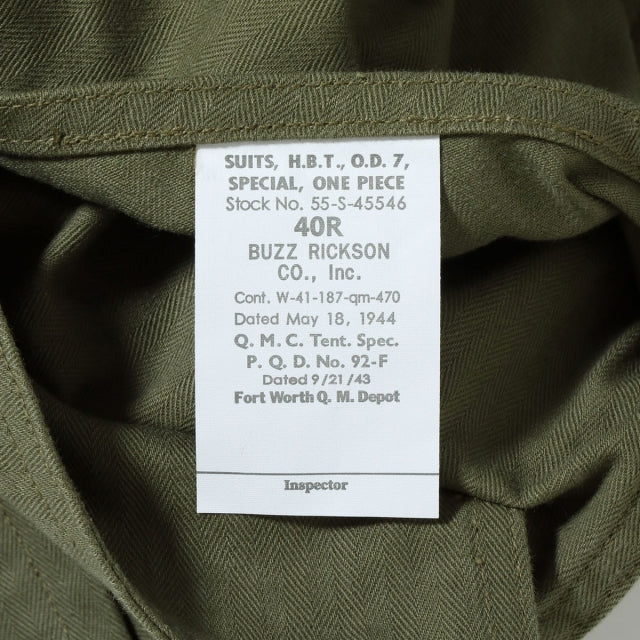 SUITS, H.B.T., O.D. 7,
SPECIAL, ONE PIECE
Stock No. 55-S-45546
40R
BUZZ RICKSON
CO., Inc.
Cont. W-41-187-qm-470
Dated May 18, 1944
Q. M. C. Tent. Spec.
P. Q. D. No. 92-F
Dated 9/21/43
Fort Worth Q. M. Depot
Inspector